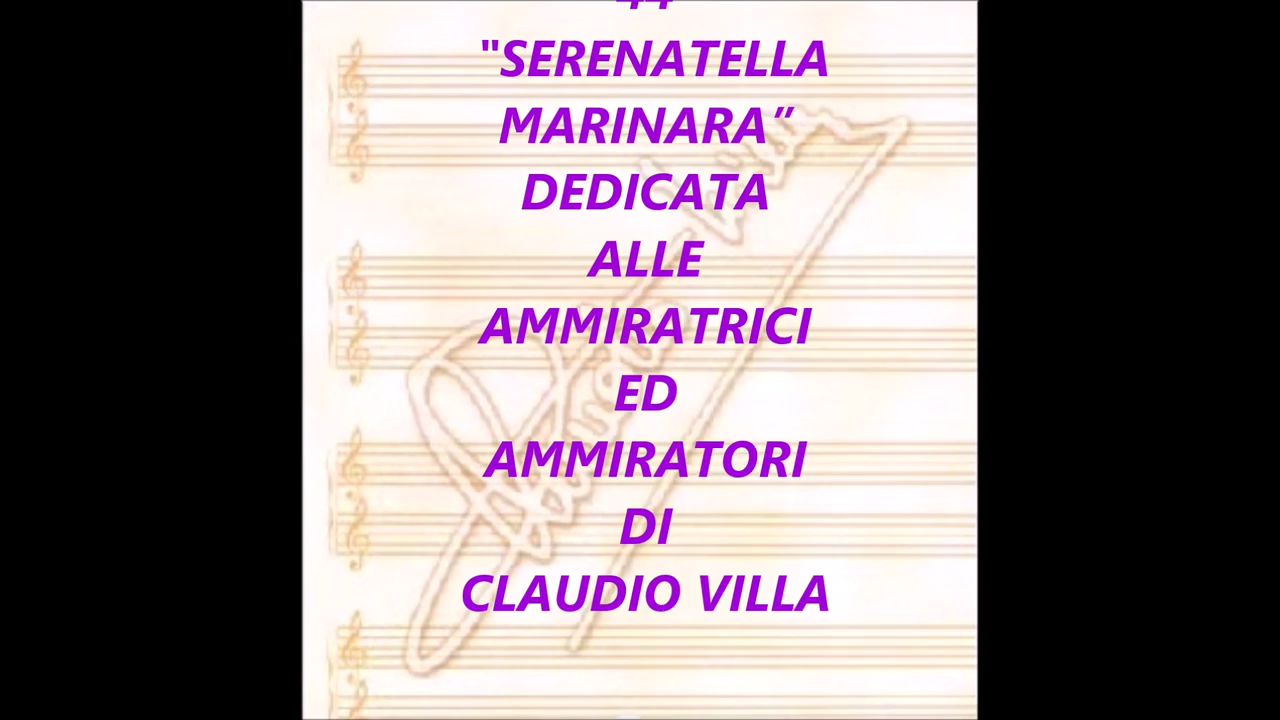 "SERENATELLA
MARINARA”
DEDICATA
ALLE
AMMIRATRICI
ED
AMMIRATORI
DI
CLAUDIO VILLA